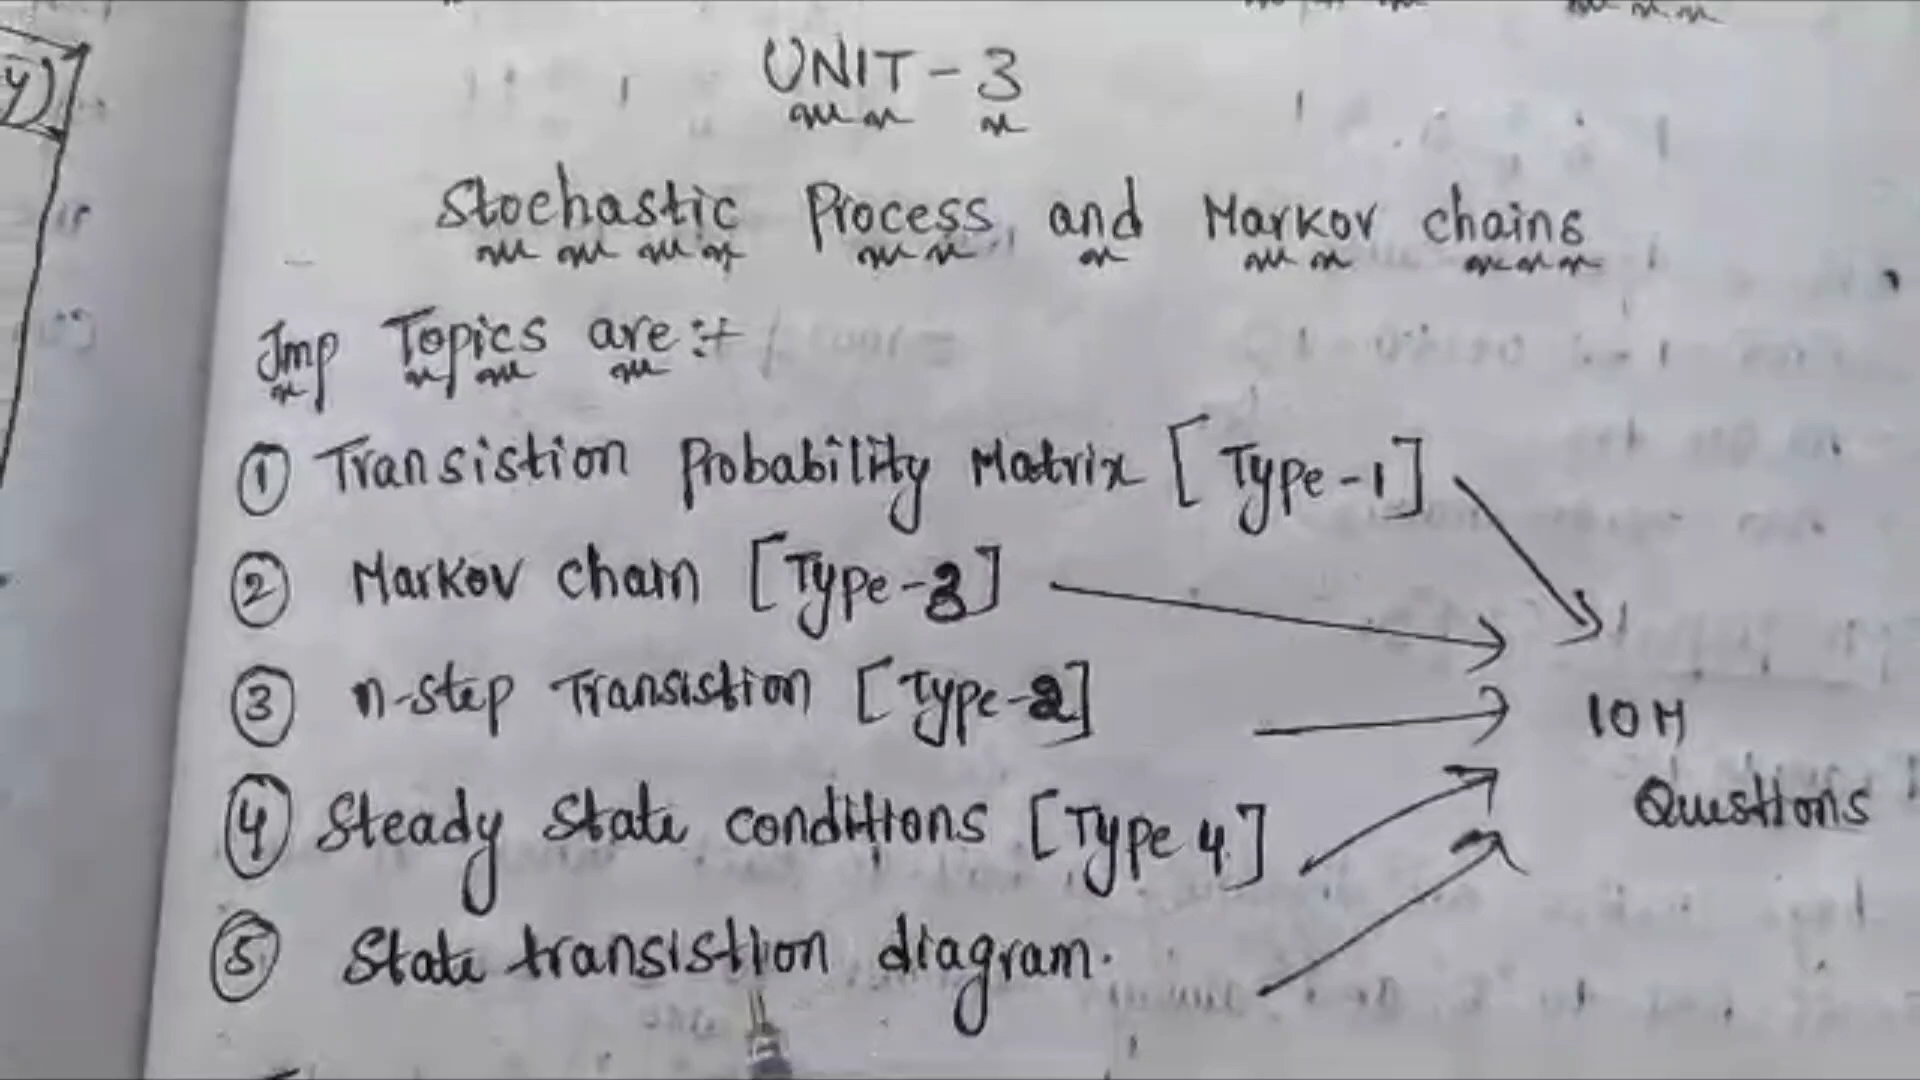 UNIT - 3
Stochastic Process and Markov chains
Imp Topics are :+
① Transistion Probability Matrix [Type-1]
② Markov chain [Type-3]
③ n-step Transistion [Type-2]
④ Steady State conditions [Type 4]
⑤ State transistion diagram.
10M
Questions